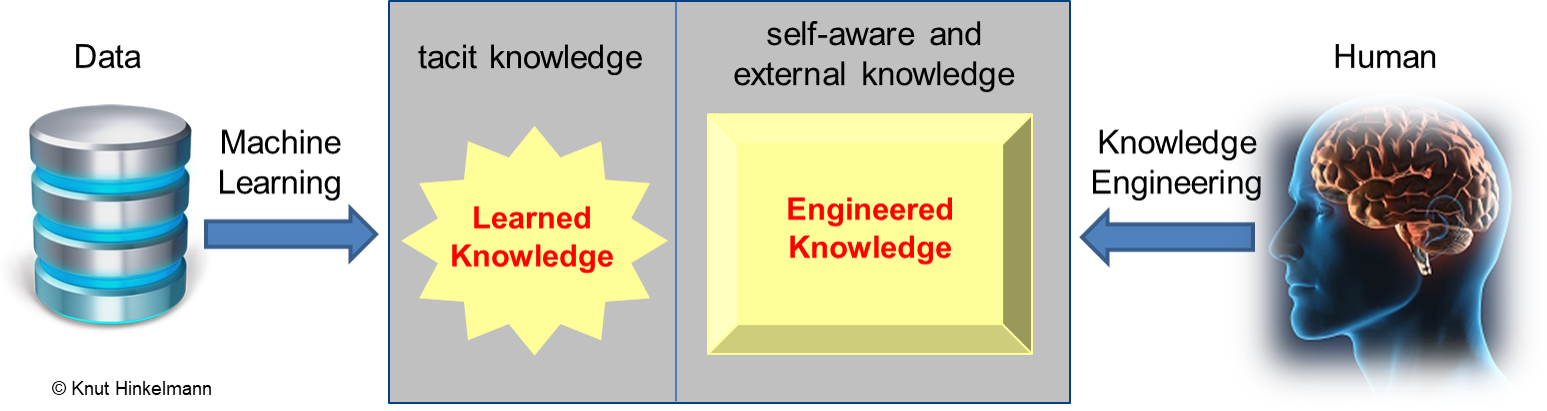 Data
Machine
Learning
tacit knowledge
Learned
Knowledge
self-aware and
external knowledge
Engineered
Knowledge
Knowledge
Engineering
Human
© Knut Hinkelmann